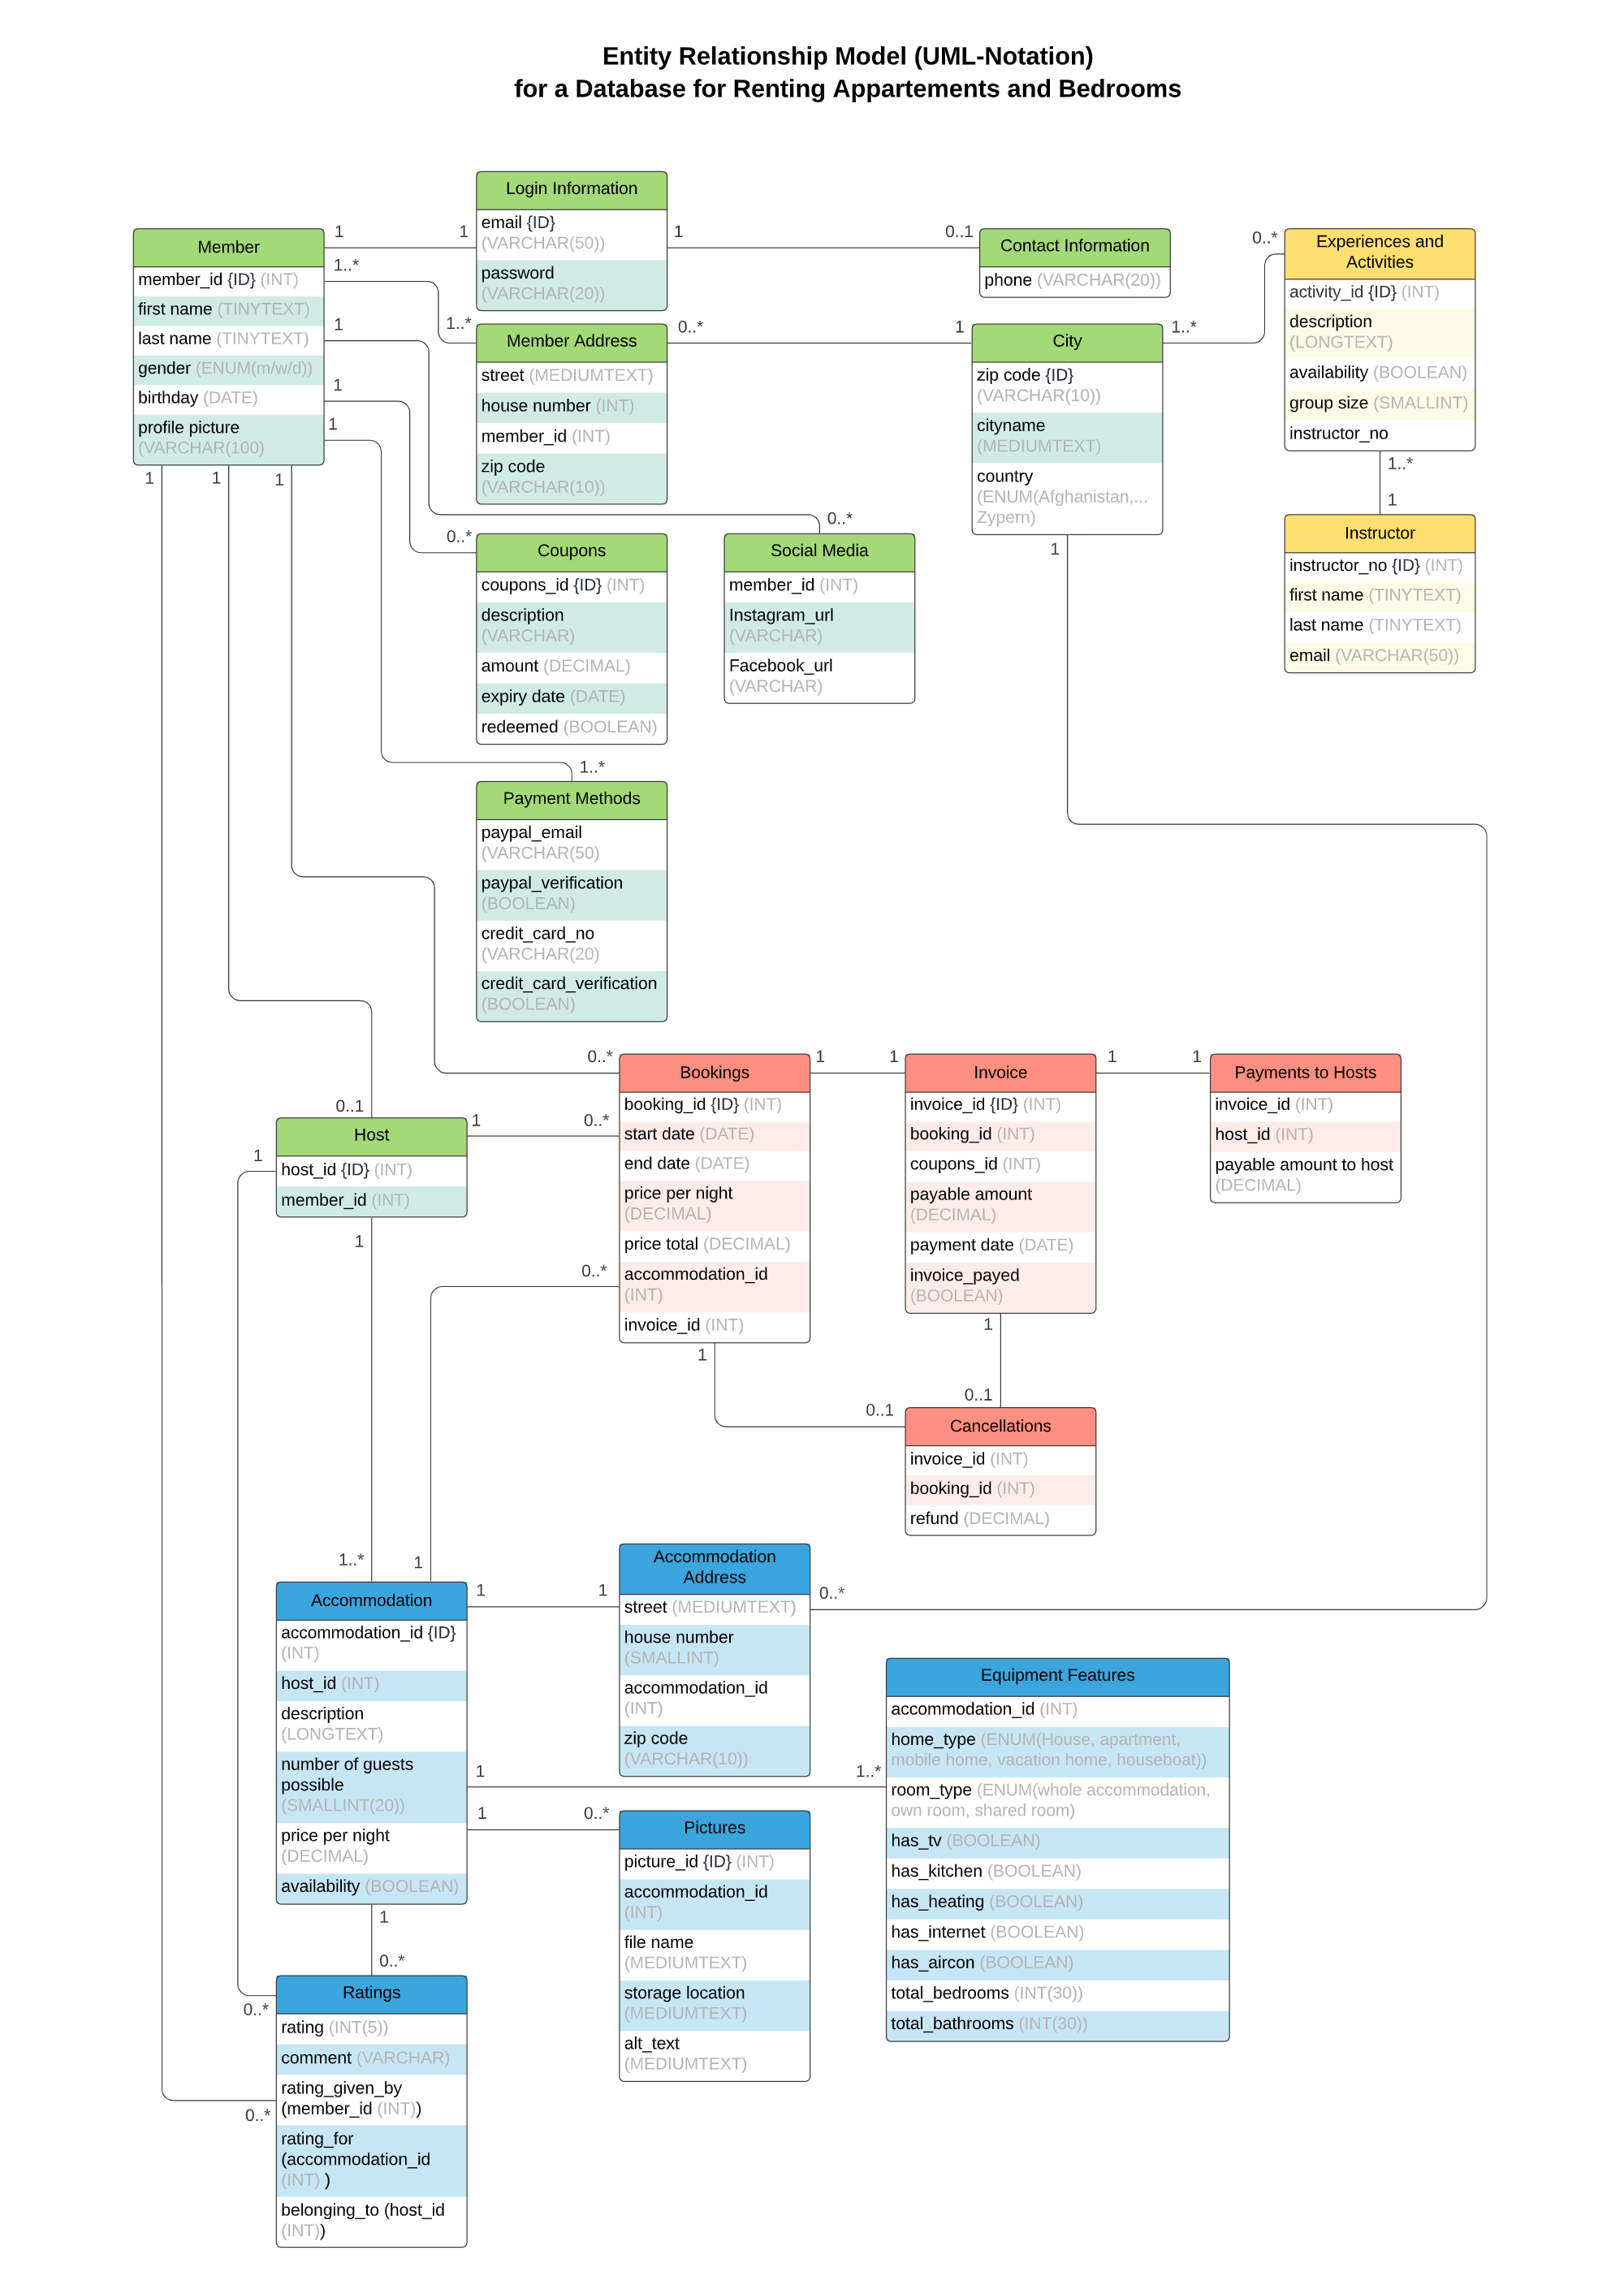 Entity Relationship Model (UML-Notation)
for a Database for Renting Appartements and Bedrooms
Login Information
email {ID}
(VARCHAR(50))
password
(VARCHAR(20))
1
1
1
0..1
Member
member_id {ID} (INT)
first name (TINYTEXT)
last name (TINYTEXT)
gender (ENUM(m/w/d))
birthday (DATE)
profile picture
(VARCHAR(100)
1..*
1
1
1
1
1
1
Contact Information
phone (VARCHAR(20))
0..*
Experiences and
Activities
activity_id {ID} (INT)
description
(LONGTEXT)
availability (BOOLEAN)
group size (SMALLINT)
instructor_no
1..*
1
1..*
Member Address
street (MEDIUMTEXT)
house number (INT)
member_id (INT)
zip code
(VARCHAR(10))
0..*
1
City
zip code {ID}
(VARCHAR(10))
cityname
(MEDIUMTEXT)
country
(ENUM(Afghanistan,...
Zypern)
1..*
1
Instructor
instructor_no {ID} (INT)
first name (TINYTEXT)
last name (TINYTEXT)
email (VARCHAR(50))
0..*
Coupons
coupons_id {ID} (INT)
description
(VARCHAR)
amount (DECIMAL)
expiry date (DATE)
redeemed (BOOLEAN)
0..*
Social Media
member_id (INT)
Instagram_url
(VARCHAR)
Facebook_url
(VARCHAR)
1..*
Payment Methods
paypal_email
(VARCHAR(50)
paypal_verification
(BOOLEAN)
credit_card_no
(VARCHAR(20)
credit_card_verification
(BOOLEAN)
0..*
Bookings
booking_id {ID} (INT)
start date (DATE)
end date (DATE)
price per night
(DECIMAL)
price total (DECIMAL)
accommodation_id
(INT)
invoice_id (INT)
1
1
Invoice
invoice_id {ID} (INT)
booking_id (INT)
coupons_id (INT)
payable amount
(DECIMAL)
payment date (DATE)
invoice_payed
(BOOLEAN)
1
1
Payments to Hosts
invoice_id (INT)
host_id (INT)
payable amount to host
(DECIMAL)
0..1
Host
host_id {ID} (INT)
member_id (INT)
1
0..*
1
1
0..*
1
1
0..1
0..1
Cancellations
invoice_id (INT)
booking_id (INT)
refund (DECIMAL)
1..*
1
Accommodation
accommodation_id {ID}
(INT)
host_id (INT)
description
(LONGTEXT)
number of guests
possible
(SMALLINT(20))
price per night
(DECIMAL)
availability (BOOLEAN)
1
1
Accommodation
Address
street (MEDIUMTEXT)
house number
(SMALLINT)
accommodation_id
(INT)
zip code
(VARCHAR(10))
0..*
1
1..*
Equipment Features
accommodation_id (INT)
home_type (ENUM(House, apartment,
mobile home, vacation home, houseboat))
room_type (ENUM(whole accommodation,
own room, shared room)
has_tv (BOOLEAN)
has_kitchen (BOOLEAN)
has_heating (BOOLEAN)
has_internet (BOOLEAN)
has_aircon (BOOLEAN)
total_bedrooms (INT(30))
total_bathrooms (INT(30))
1
0..*
Pictures
picture_id {ID} (INT)
accommodation_id
(INT)
file name
(MEDIUMTEXT)
storage location
(MEDIUMTEXT)
alt_text
(MEDIUMTEXT)
1
0..*
0..*
0..*
Ratings
rating (INT(5))
comment (VARCHAR)
rating_given_by
(member_id (INT))
rating_for
(accommodation_id
(INT) )
belonging_to (host_id
(INT))